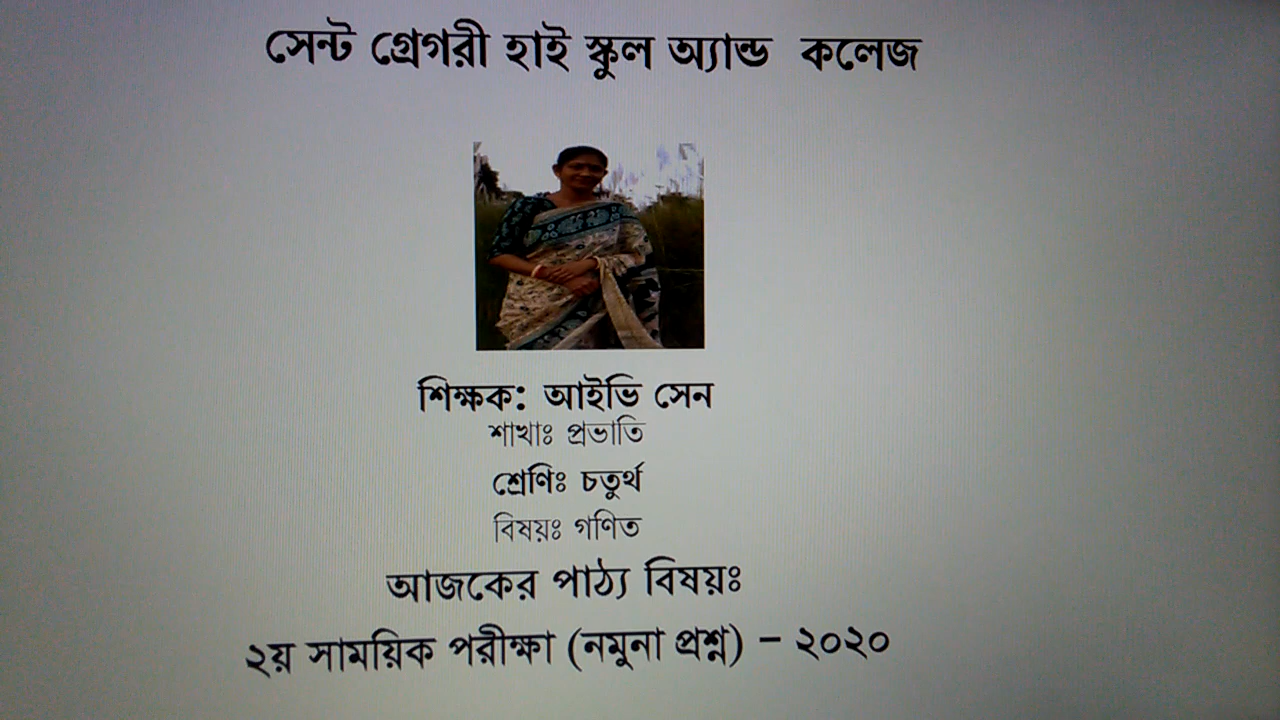 সেন্ট গ্রেগরী হাই স্কুল অ্যান্ড কলেজ
শিক্ষক: আইভি সেন
শাখাঃ প্রভাতি
শ্রেণিঃ চতুর্থ
বিষয়ঃ গণিত
আজকের পাঠ্য বিষয়ঃ
২য় সাময়িক পরীক্ষা (নমুনা প্রশ্ন) – ২০২০